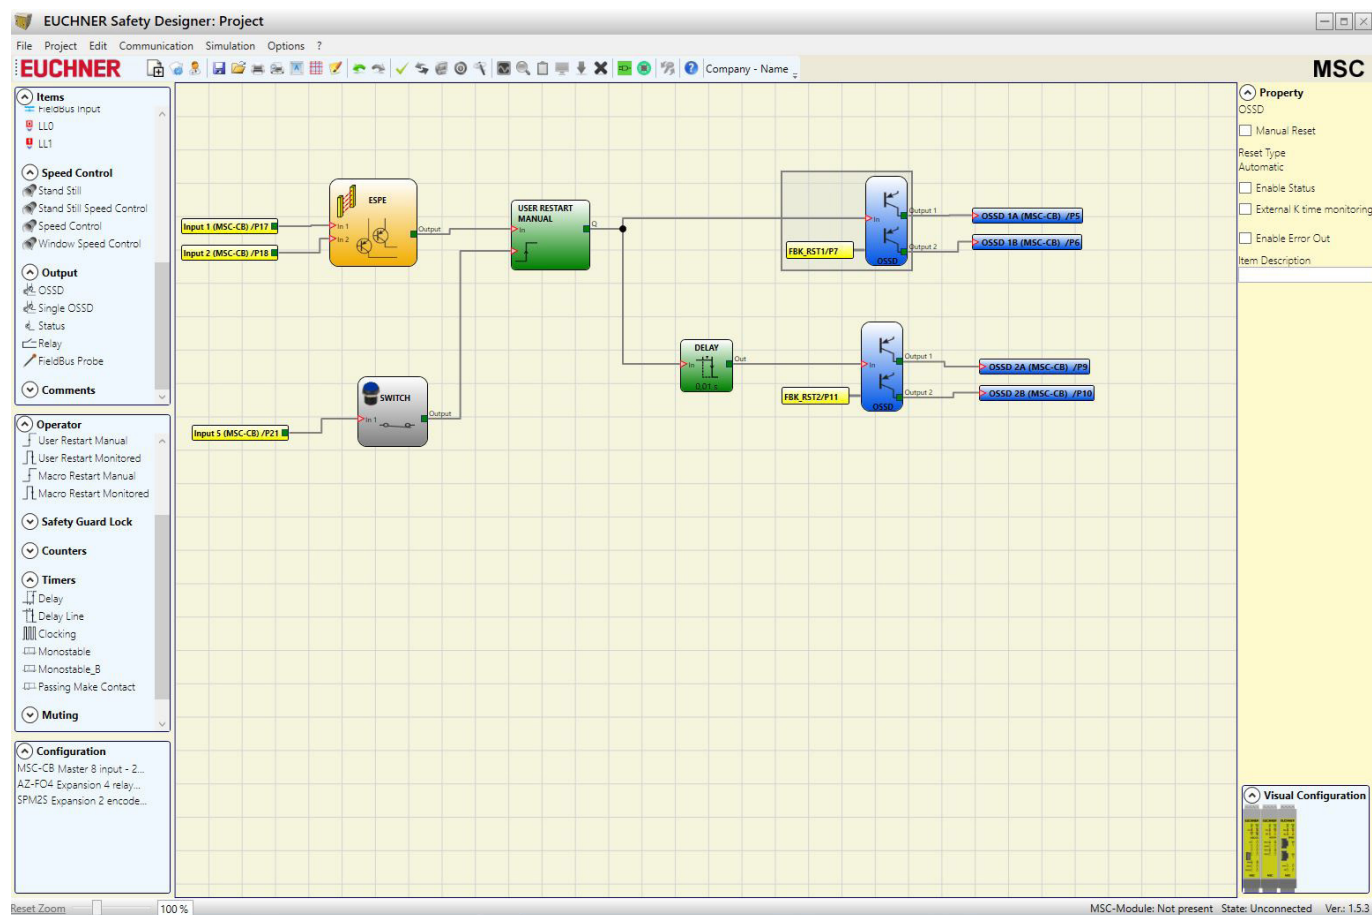 EUCHNER Safety Designer: Project
File Project Edit Communication Simulation Options ?
EUCHNER
Company - Name
MSC
Items
FieldBus Input
LL0
LL1
Speed Control
Stand Still
Stand Still Speed Control
Speed Control
Window Speed Control
Output
OSSD
Single OSSD
Status
Relay
FieldBus Probe
Comments
Operator
User Restart Manual
User Restart Monitored
Macro Restart Manual
Macro Restart Monitored
Safety Guard Lock
Counters
Timers
Delay
Delay Line
Clocking
Monostable
Monostable_B
Passing Make Contact
Muting
Configuration
MSC-CB Master 8 input - 2...
AZ-FO4 Expansion 4 relay...
SPM2S Expansion 2 encode...
Input 1 (MSC-CB) /P17
Input 2 (MSC-CB) /P18
ESPE
In 1
In 2
Output
USER RESTART
MANUAL
In
Q
Input 5 (MSC-CB) /P21
SWITCH
In 1
Output
DELAY
In
Out
0.01 s
FBK_RST1/P7
In
OSSD
Output 1
Output 2
OSSD 1A (MSC-CB) /P5
OSSD 1B (MSC-CB) /P6
FBK_RST2/P11
In
OSSD
Output 1
Output 2
OSSD 2A (MSC-CB) /P9
OSSD 2B (MSC-CB) /P10
Property
OSSD
Manual Reset
Reset Type
Automatic
Enable Status
External K time monitoring
Enable Error Out
Item Description
Visual Configuration
Reset Zoom
100 %
MSC-Module: Not present State: Unconnected Ver.: 1.5.3